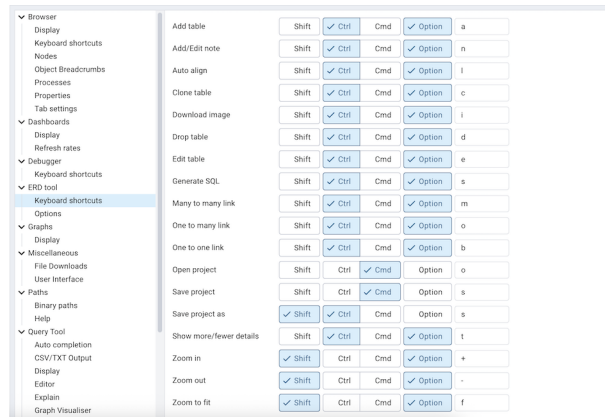 Browser
Display
Keyboard shortcuts
Nodes
Object Breadcrumbs
Processes
Properties
Tab settings
Dashboards
Display
Refresh rates
Debugger
Keyboard shortcuts
ERD tool
Keyboard shortcuts
Options
Graphs
Display
Miscellaneous
File Downloads
User Interface
Paths
Binary paths
Help
Query Tool
Auto completion
CSV/TXT Output
Display
Editor
Explain
Graph Visualiser
Add table Shift ✓ Ctrl Cmd ✓ Option a
Add/Edit note Shift ✓ Ctrl Cmd ✓ Option n
Auto align Shift ✓ Ctrl Cmd ✓ Option l
Clone table Shift ✓ Ctrl Cmd ✓ Option c
Download image Shift ✓ Ctrl Cmd ✓ Option i
Drop table Shift ✓ Ctrl Cmd ✓ Option d
Edit table Shift ✓ Ctrl Cmd ✓ Option e
Generate SQL Shift ✓ Ctrl Cmd ✓ Option s
Many to many link Shift ✓ Ctrl Cmd ✓ Option m
One to many link Shift ✓ Ctrl Cmd ✓ Option o
One to one link Shift ✓ Ctrl Cmd ✓ Option b
Open project Shift Ctrl ✓ Cmd Option o
Save project Shift Ctrl ✓ Cmd Option s
Save project as ✓ Shift ✓ Ctrl Cmd Option s
Show more/fewer details Shift ✓ Ctrl Cmd ✓ Option t
Zoom in ✓ Shift Ctrl Cmd ✓ Option +
Zoom out ✓ Shift Ctrl Cmd ✓ Option -
Zoom to fit ✓ Shift Ctrl Cmd ✓ Option f